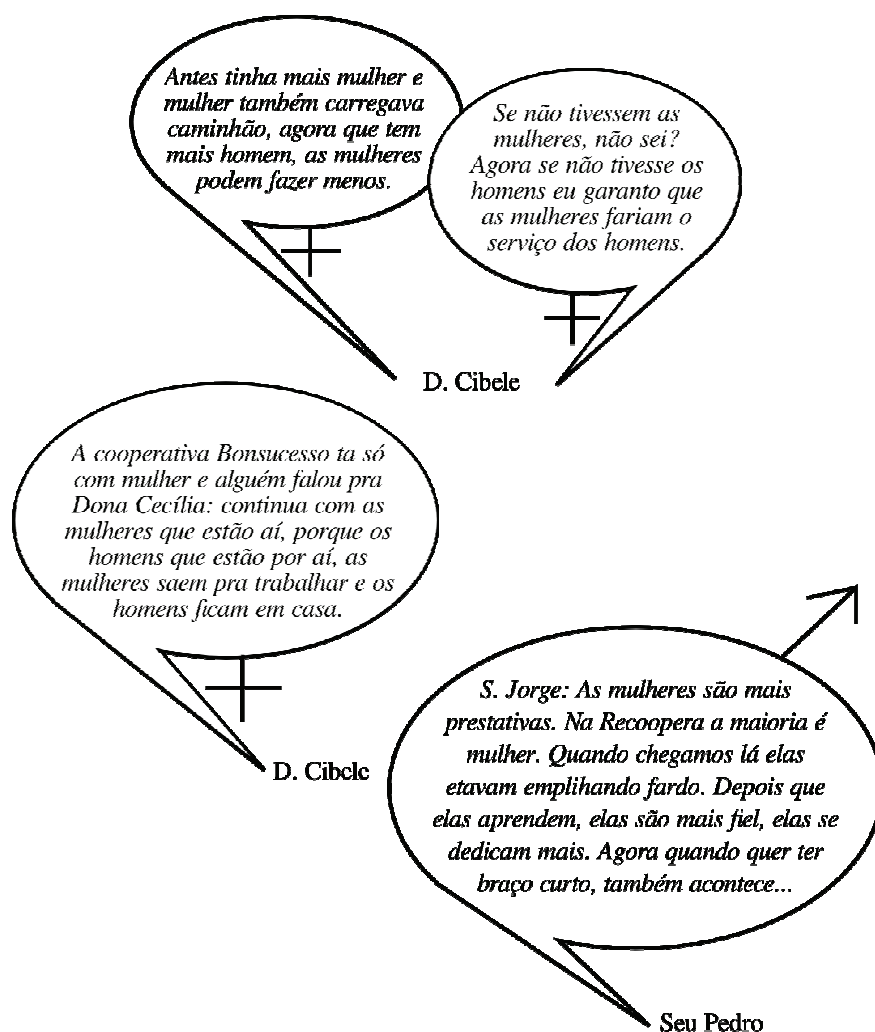 Antes tinha mais mulher e
mulher também carregava
caminhão, agora que tem
mais homem, as mulheres
podem fazer menos.
Se não tivessem as
mulheres, não sei?
Agora se não tivesse os
homens eu garanto que
as mulheres fariam o
serviço dos homens.
D. Cibele
A cooperativa Bonsucesso ta só
com mulher e alguém falou pra
Dona Cecília: continua com as
mulheres que estão aí, porque os
homens que estão por aí, as
mulheres saem pra trabalhar e os
homens ficam em casa.
D. Cibele
S. Jorge: As mulheres são mais
prestativas. Na Recoopera a maioria é
mulher. Quando chegamos lá elas
etavam emplihando fardo. Depois que
elas aprendem, elas são mais fiel, elas se
dedicam mais. Agora quando quer ter
braço curto, também acontece...
Seu Pedro